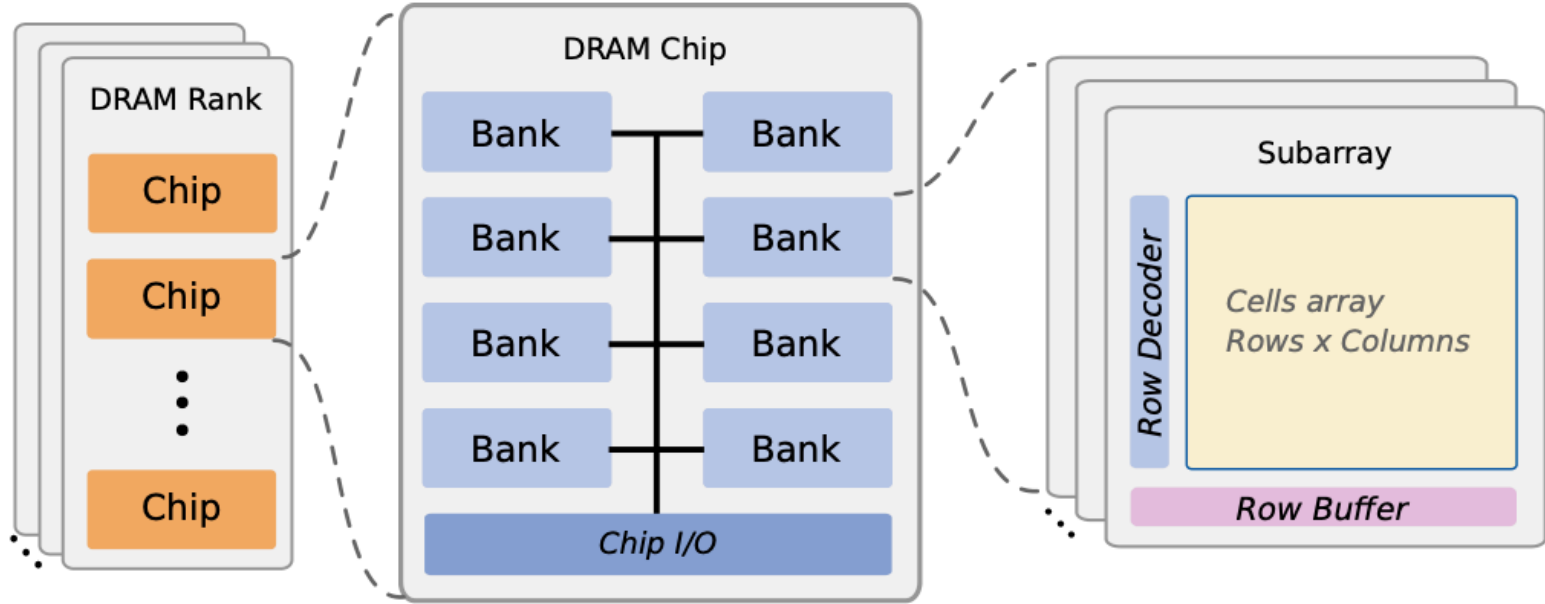 DRAM Rank
Chip
Chip
Chip
DRAM Chip
Bank
Bank
Bank
Bank
Bank
Bank
Bank
Bank
Chip I/O
Subarray
Row Decoder
Cells array
Rows x Columns
Row Buffer